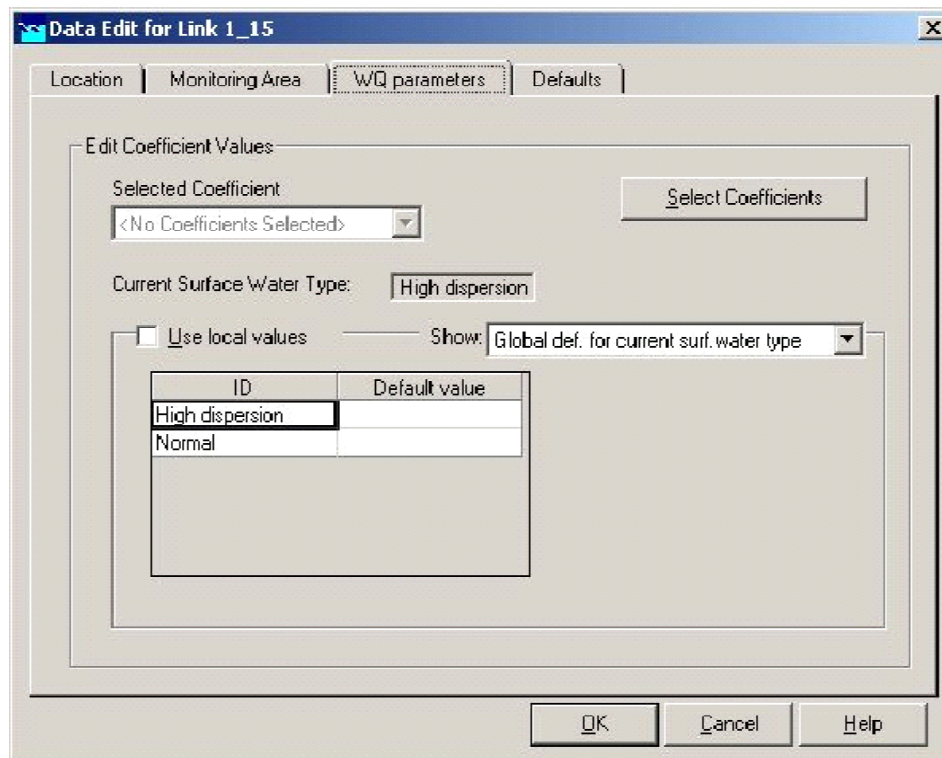 Data Edit for Link 1_15
Location Monitoring Area WQ parameters Defaults
Edit Coefficient Values
Selected Coefficient
Select Coefficients
<No Coefficients Selected>
Current Surface Water Type: High dispersion
Use local values Show: Global def. for current surf.water type
ID Default value
High dispersion
Normal
OK Cancel Help